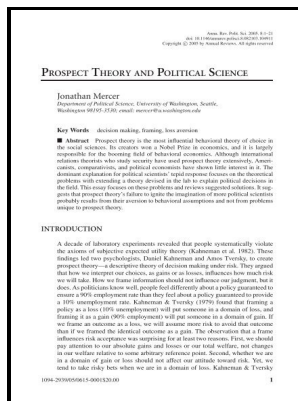 Annu. Rev. Polit. Sci. 2005. 8:1–21
doi: 10.1146/annurev.polisci.8.082103.104911
Copyright © 2005 by Annual Reviews. All rights reserved
PROSPECT THEORY AND POLITICAL SCIENCE
Jonathan Mercer
Department of Political Science, University of Washington, Seattle,
Washington 98195-3530; email: mercer@u.washington.edu
Key Words decision making, framing, loss aversion
■ Abstract Prospect theory is the most influential behavioral theory of choice in
the social sciences. Its creators won a Nobel Prize in economics, and it is largely
responsible for the booming field of behavioral economics. Although international
relations theorists who study security have used prospect theory extensively, Ameri-
canists, comparativists, and political economists have shown little interest in it. The
dominant explanation for political scientists' tepid response focuses on the theoretical
problems with extending a theory devised in the lab to explain political decisions in
the field. This essay focuses on these problems and reviews suggested solutions. It sug-
gests that prospect theory's failure to ignite the imagination of more political scientists
probably results from their aversion to behavioral assumptions and not from problems
unique to prospect theory.
INTRODUCTION
A decade of laboratory experiments revealed that people systematically violate
the axioms of subjective expected utility theory (Kahneman et al. 1982). These
findings led two psychologists, Daniel Kahneman and Amos Tversky, to create
prospect theory—a descriptive theory of decision making under risk. They argued
that how we interpret our choices, as gains or as losses, influences how much risk
we will take. How we frame information should not influence our judgment, but it
does. As politicians know well, people feel differently about a policy guaranteed to
ensure a 90% employment rate than they feel about a policy guaranteed to provide
a 10% unemployment rate. Kahneman & Tversky (1979) found that framing a
policy as a loss (10% unemployment) will put someone in a domain of loss, and
framing it as a gain (90% employment) will put someone in a domain of gain. If
we frame an outcome as a loss, we will assume more risk to avoid that outcome
than if we framed the identical outcome as a gain. The observation that a frame
influences risk acceptance was surprising for at least two reasons. First, we should
pay attention to our absolute gains and losses or our total welfare, not changes
in our welfare relative to some arbitrary reference point. Second, whether we are
in a domain of gain or loss should not affect our attitude toward risk. Yet, we
tend to take risky bets when we are in a domain of loss. Kahneman & Tversky
1094-2939/05/0615-0001$20.00
1